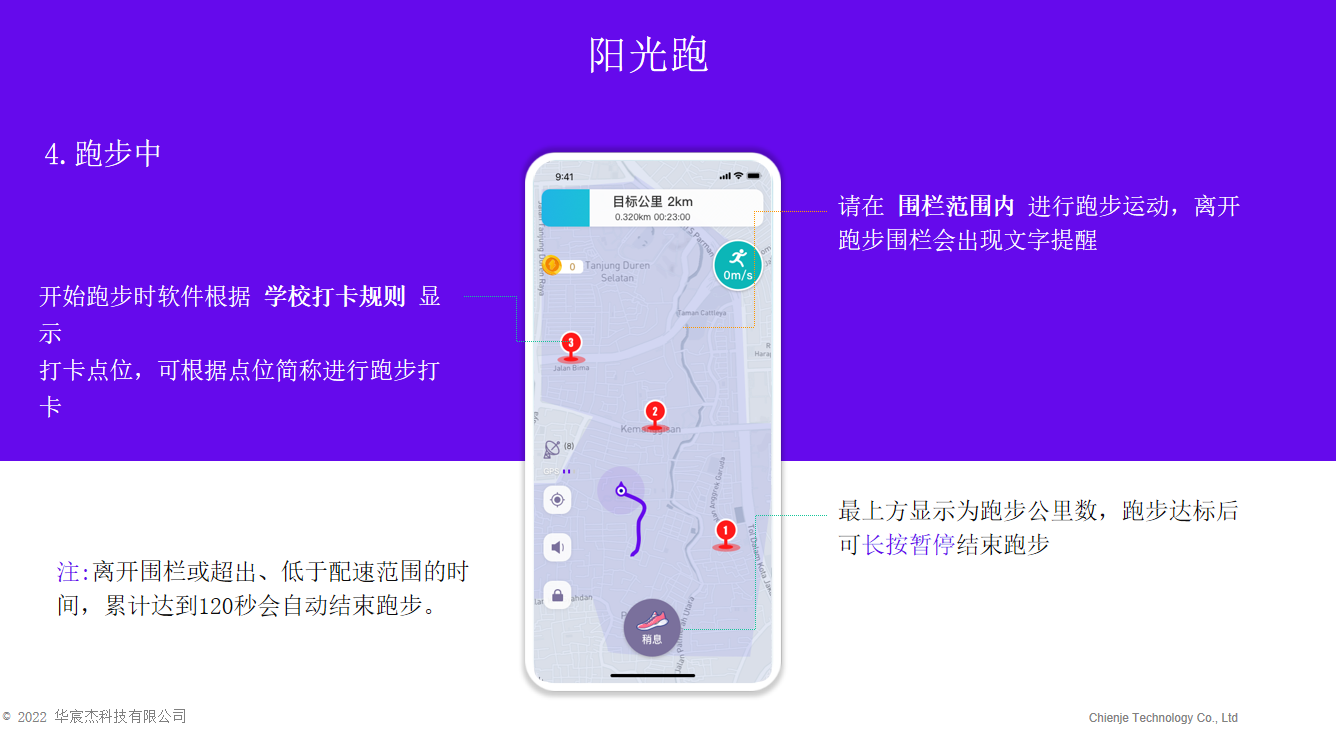 阳光跑
4.跑步中
请在 围栏范围内 进行跑步运动，离开
跑步围栏会出现文字提醒
开始跑步时软件根据 学校打卡规则 显
示
打卡点位，可根据点位简称进行跑步打
卡
9:41
目标公里 2km
0.320km 00:23:00
0m/s
0
Tanjung Duren
Selatan
Taman Cattleya
3
Jalan Bima
2
Kemanggisan
(8)
GPS
1
稍息
最上方显示为跑步公里数，跑步达标后
可长按暂停结束跑步
注:离开围栏或超出、低于配速范围的时
间，累计达到120秒会自动结束跑步。
© 2022 华宸杰科技有限公司
Chienje Technology Co., Ltd